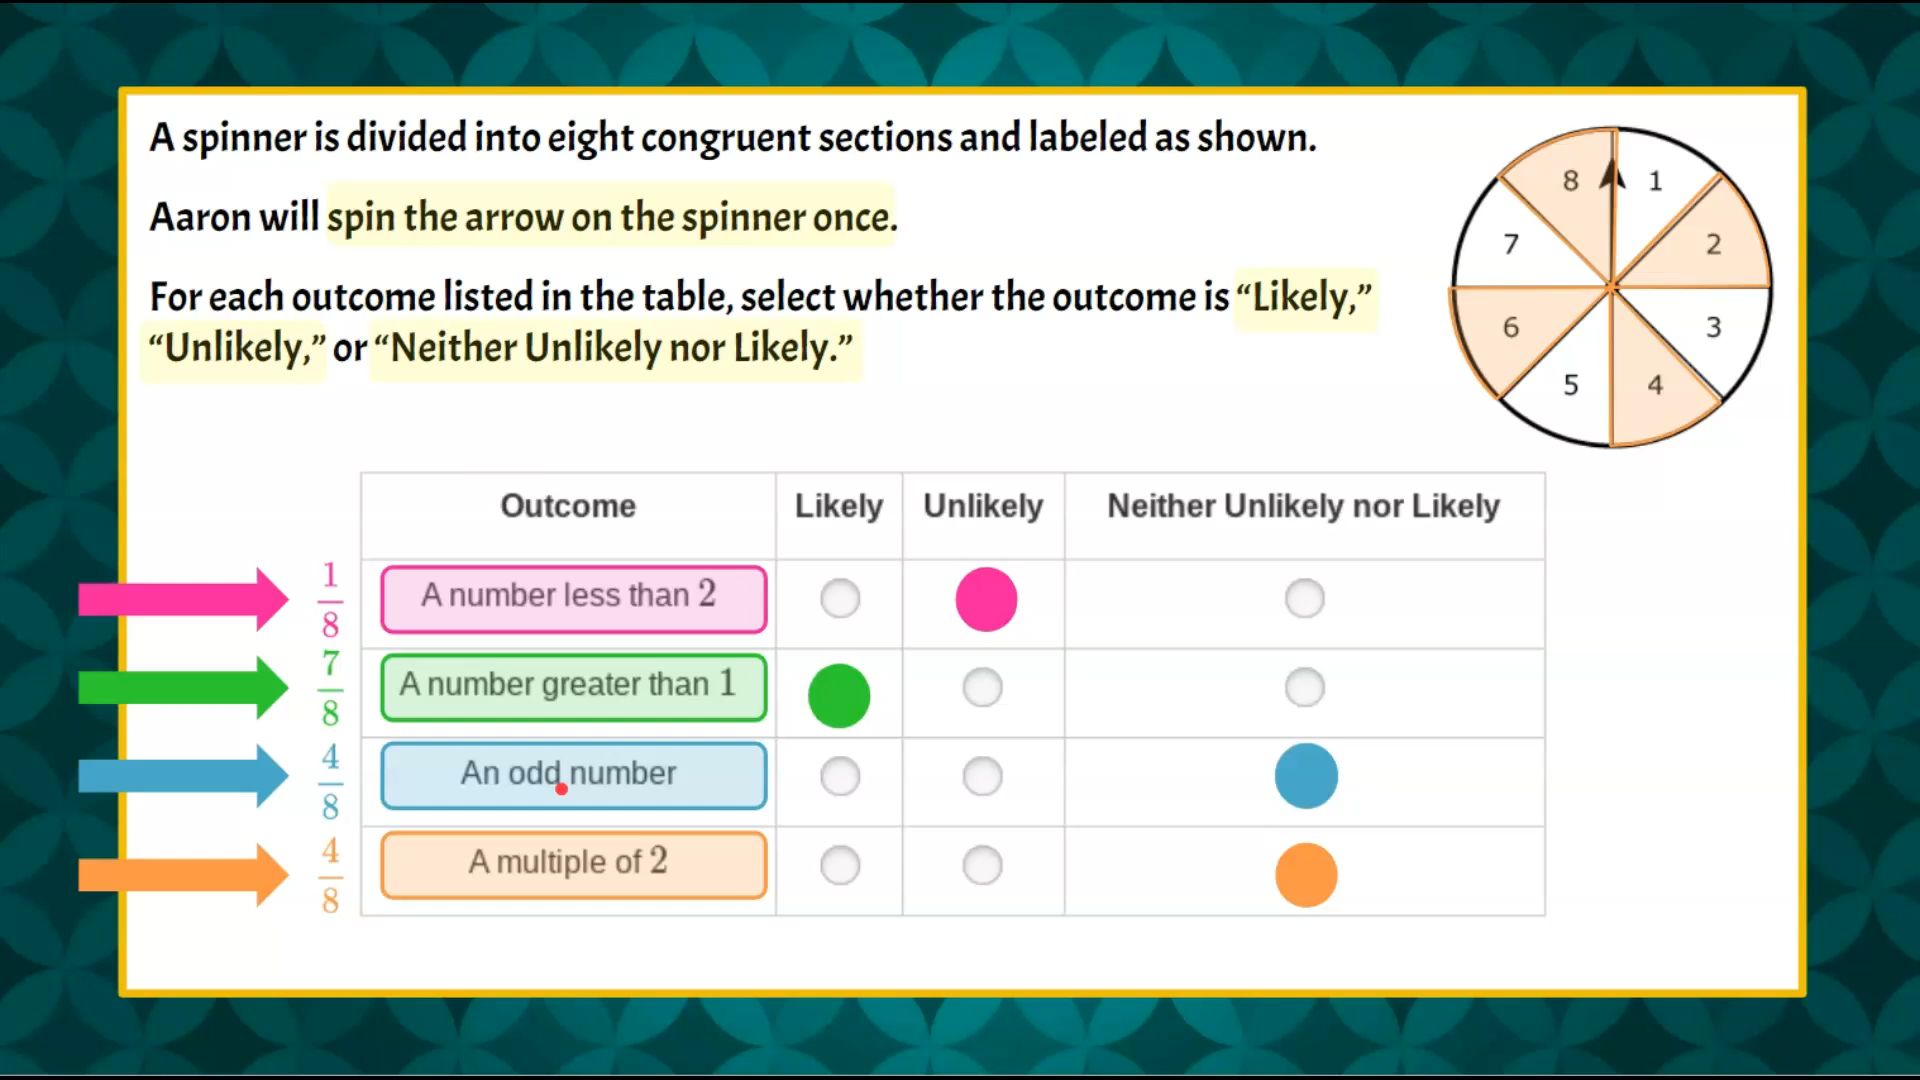 A spinner is divided into eight congruent sections and labeled as shown.
Aaron will spin the arrow on the spinner once.
For each outcome listed in the table, select whether the outcome is “Likely,”
“Unlikely,” or “Neither Unlikely nor Likely.”
8 1
7 2
6 3
5 4
Outcome Likely Unlikely Neither Unlikely nor Likely
1/8 A number less than 2
7/8 A number greater than 1
4/8 An odd number
4/8 A multiple of 2